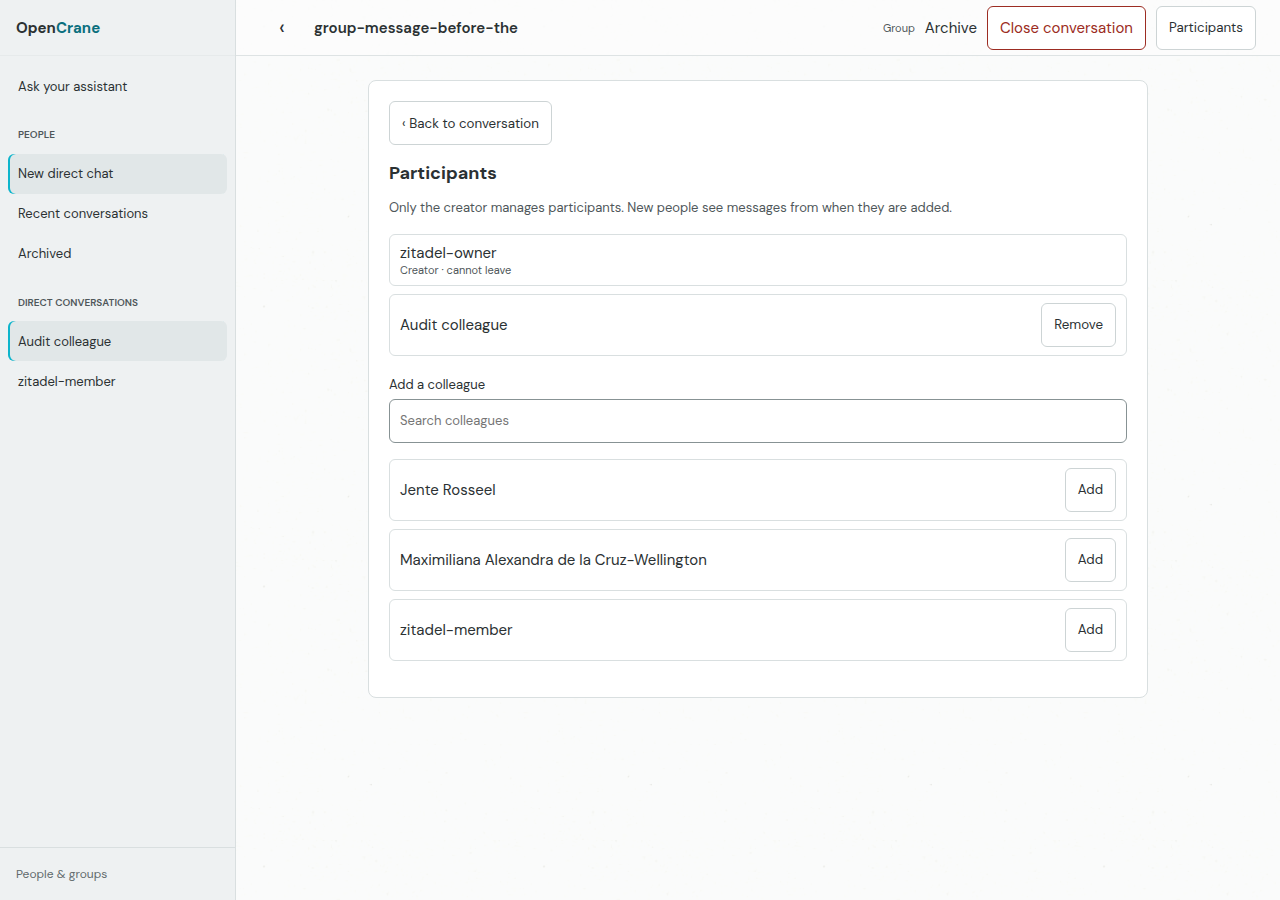 OpenCrane
‹ group-message-before-the
Group Archive Close conversation Participants
Ask your assistant
PEOPLE
New direct chat
Recent conversations
Archived
DIRECT CONVERSATIONS
Audit colleague
zitadel-member
People & groups
‹ Back to conversation
Participants
Only the creator manages participants. New people see messages from when they are added.
zitadel-owner
Creator · cannot leave
Audit colleague Remove
Add a colleague
Search colleagues
Jente Rosseel Add
Maximiliana Alexandra de la Cruz-Wellington Add
zitadel-member Add